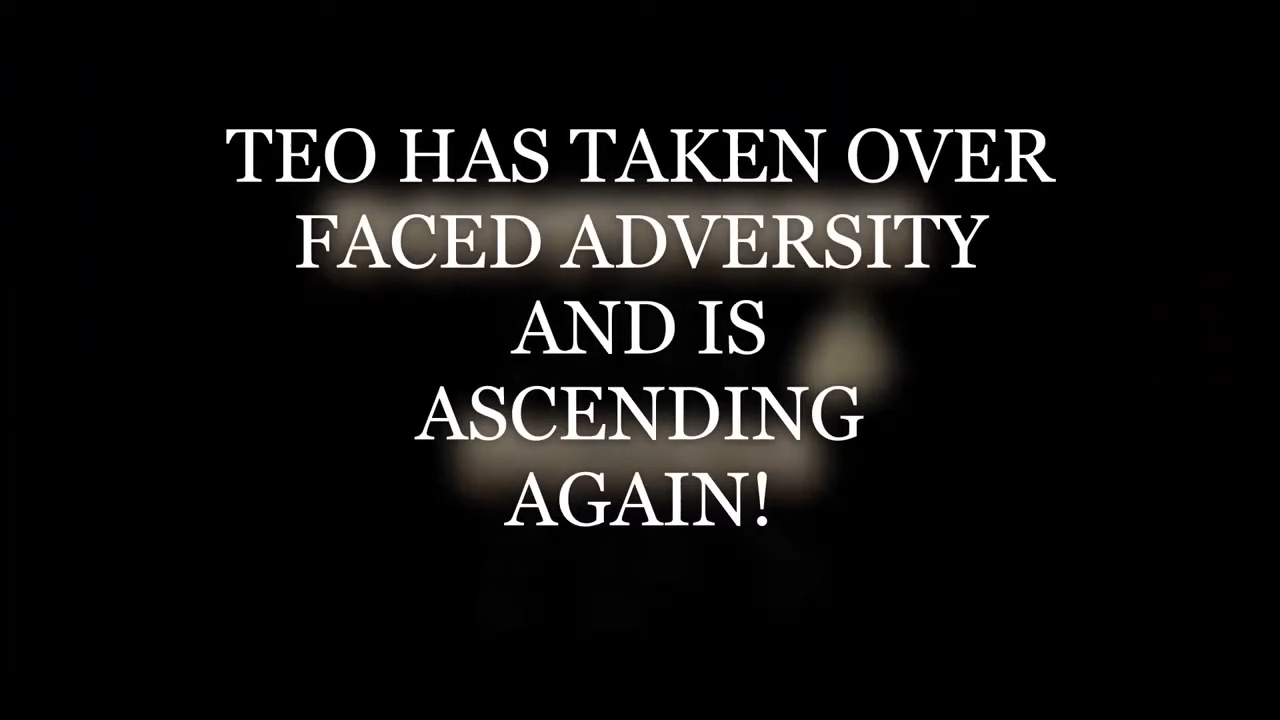 TEO HAS TAKEN OVER
FACED ADVERSITY
AND IS
ASCENDING
AGAIN!